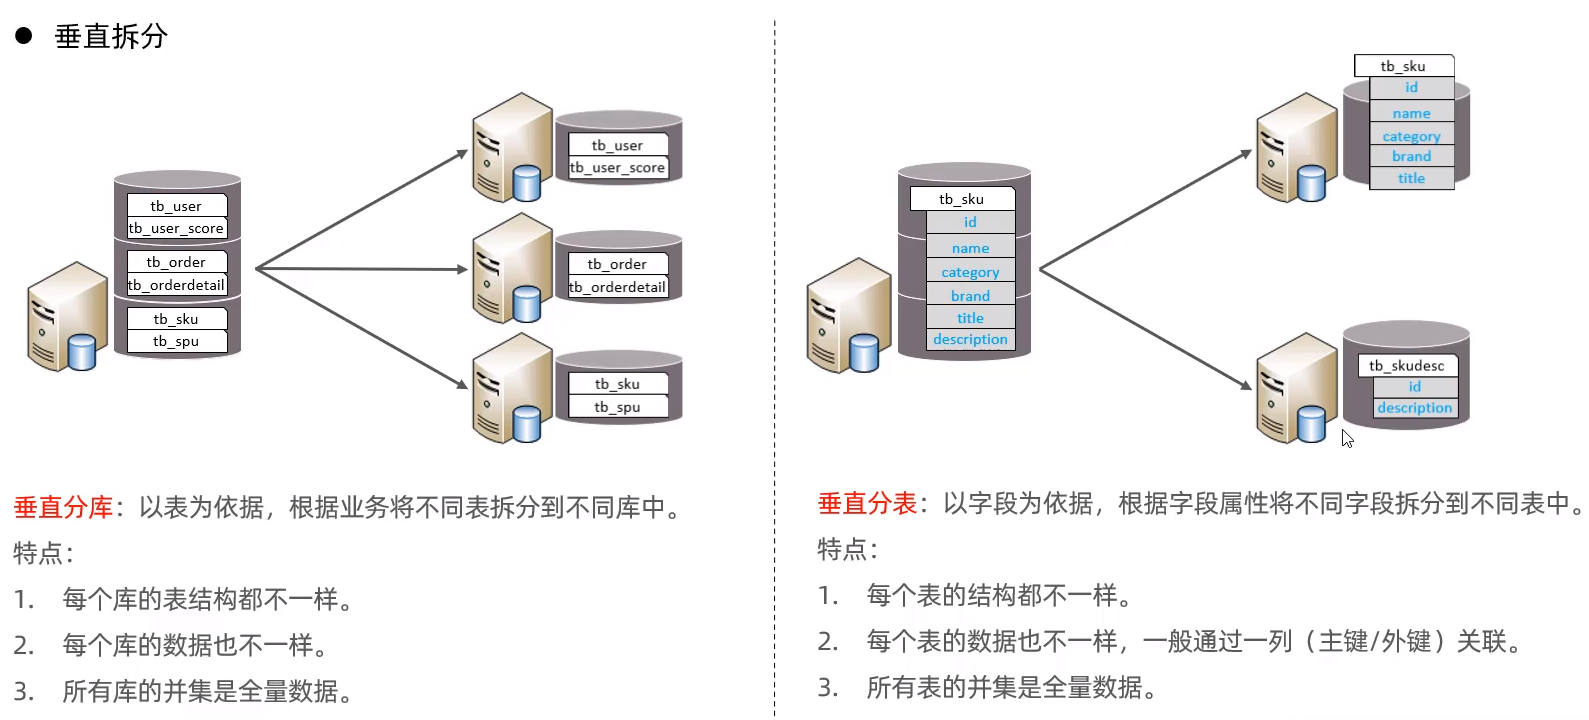 ● 垂直拆分
tb_user
tb_user_score
tb_order
tb_orderdetail
tb_sku
tb_spu
tb_user
tb_user_score
tb_order
tb_orderdetail
tb_sku
tb_spu
垂直分库：以表为依据，根据业务将不同表拆分到不同库中。
特点：
1. 每个库的表结构都不一样。
2. 每个库的数据也不一样。
3. 所有库的并集是全量数据。
tb_sku
id
name
category
brand
title
description
tb_sku
id
name
category
brand
title
tb_skudesc
id
description
垂直分表：以字段为依据，根据字段属性将不同字段拆分到不同表中。
特点：
1. 每个表的结构都不一样。
2. 每个表的数据也不一样，一般通过一列（主键/外键）关联。
3. 所有表的并集是全量数据。